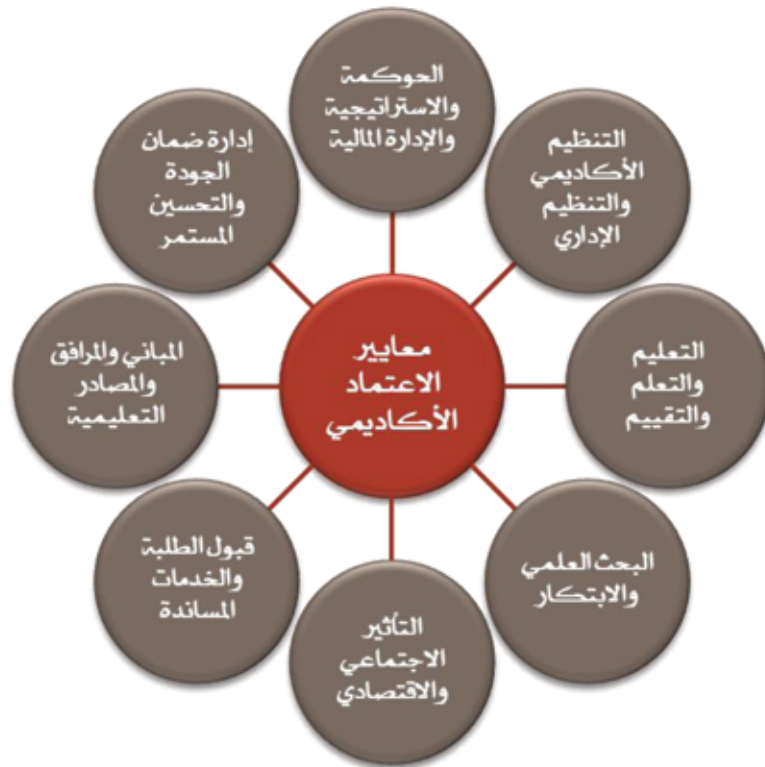 الحوكمة
والاستراتيجية
والإدارة المالية
التنظيم
الأكاديمي
والتنظيم
الإداري
التعليم
والتعلم
والتقييم
البحث العلمي
والابتكار
التأثير
الاجتماعي
والاقتصادي
قبول الطلبة
والخدمات
المساندة
المباني والمرافق
والمصادر
التعليمية
إدارة ضمان
الجودة
والتحسين
المستمر
معايير
الاعتماد
الأكاديمي